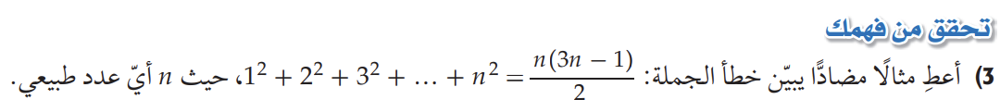 تحقق من فهمك
3) أعطِ مثالًا مضادًّا يبيّن خطأ الجملة: 1² + 2² + 3² + … + n² = n(3n − 1)/2، حيث n أيّ عدد طبيعي.